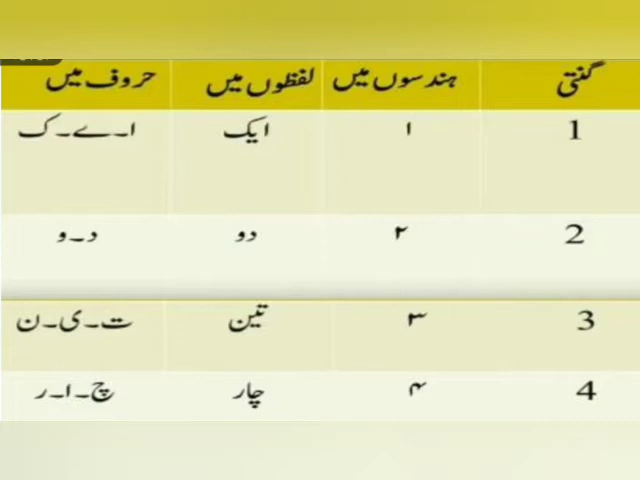 گنتی ہندسوں میں لفظوں میں حروف میں
1 ۱ ایک ا۔ے۔ک
2 ۲ دو د۔و
3 ۳ تین ت۔ی۔ن
4 ۴ چار چ۔ا۔ر